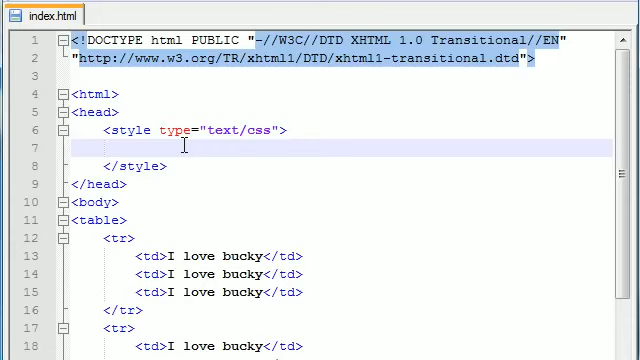 index.html
1 <!DOCTYPE html PUBLIC "-//W3C//DTD XHTML 1.0 Transitional//EN"
2 "http://www.w3.org/TR/xhtml1/DTD/xhtml1-transitional.dtd">
3
4 <html>
5 <head>
6 <style type="text/css">
7
8 </style>
9 </head>
10 <body>
11 <table>
12 <tr>
13 <td>I love bucky</td>
14 <td>I love bucky</td>
15 <td>I love bucky</td>
16 </tr>
17 <tr>
18 <td>I love bucky</td>